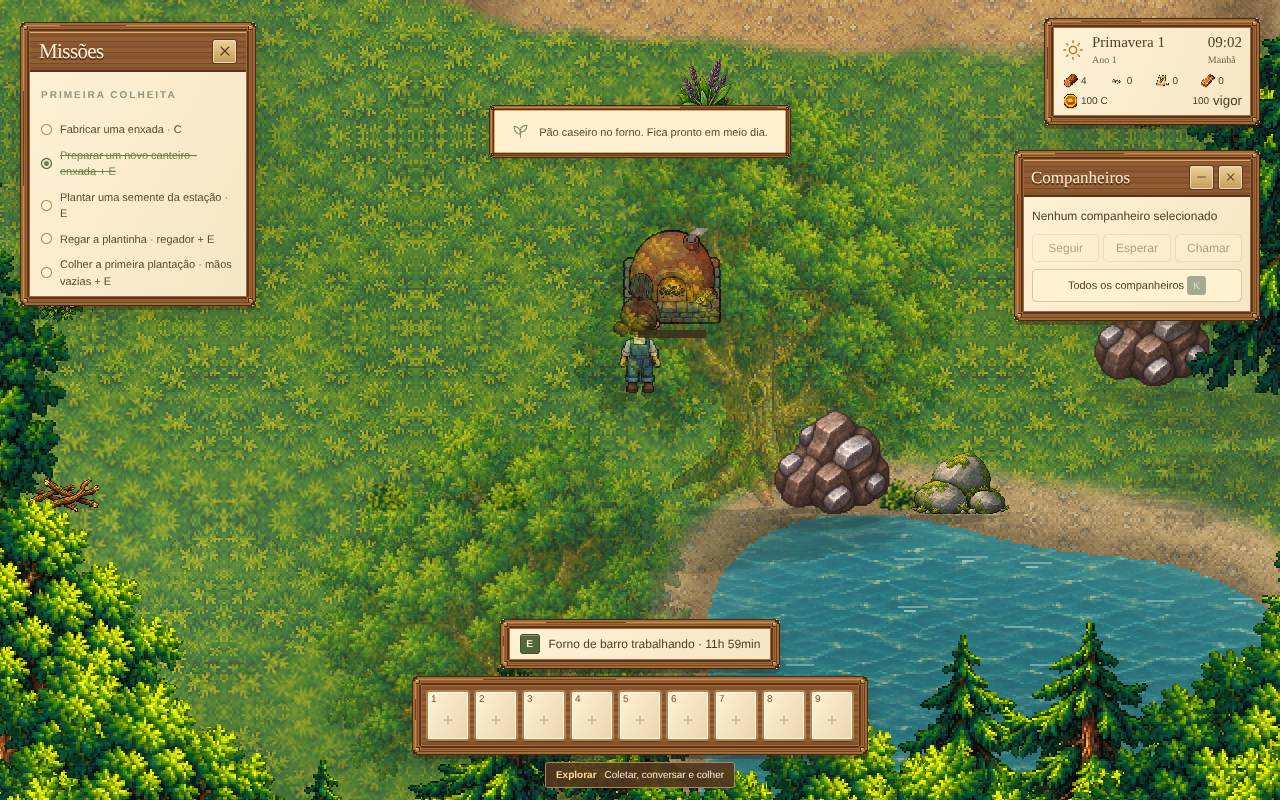 Missões
PRIMEIRA COLHEITA
Fabricar uma enxada · C
Preparar um novo canteiro ·
enxada + E
Plantar uma semente da estação ·
E
Regar a plantinha · regador + E
Colher a primeira plantação · mãos
vazias + E
Pão caseiro no forno. Fica pronto em meio dia.
Primavera 1
09:02
Ano 1
Manhã
4
0
0
0
100 C
100 vigor
Companheiros
Nenhum companheiro selecionado
Seguir
Esperar
Chamar
Todos os companheiros K
E Forno de barro trabalhando · 11h 59min
1
2
3
4
5
6
7
8
9
Explorar Coletar, conversar e colher